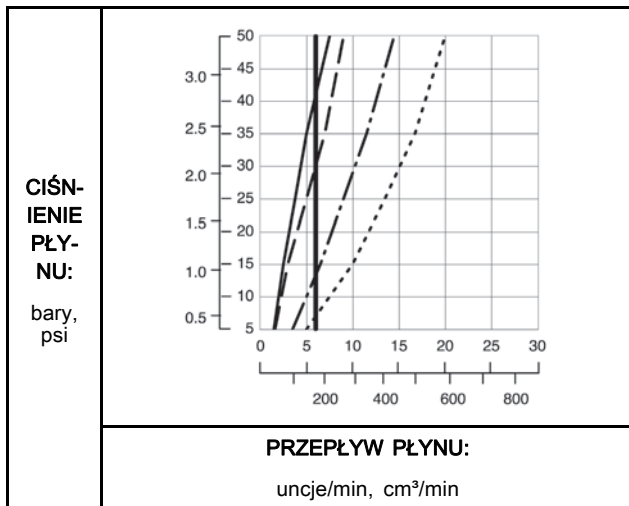 CIŚN-
IENIE
PŁY-
NU:
bary,
psi
50
45
40
35
30
25
20
15
10
5
3.0
2.5
2.0
1.5
1.0
0.5
0 5 10 15 20 25 30
200 400 600 800
PRZEPŁYW PŁYNU:
uncje/min, cm³/min